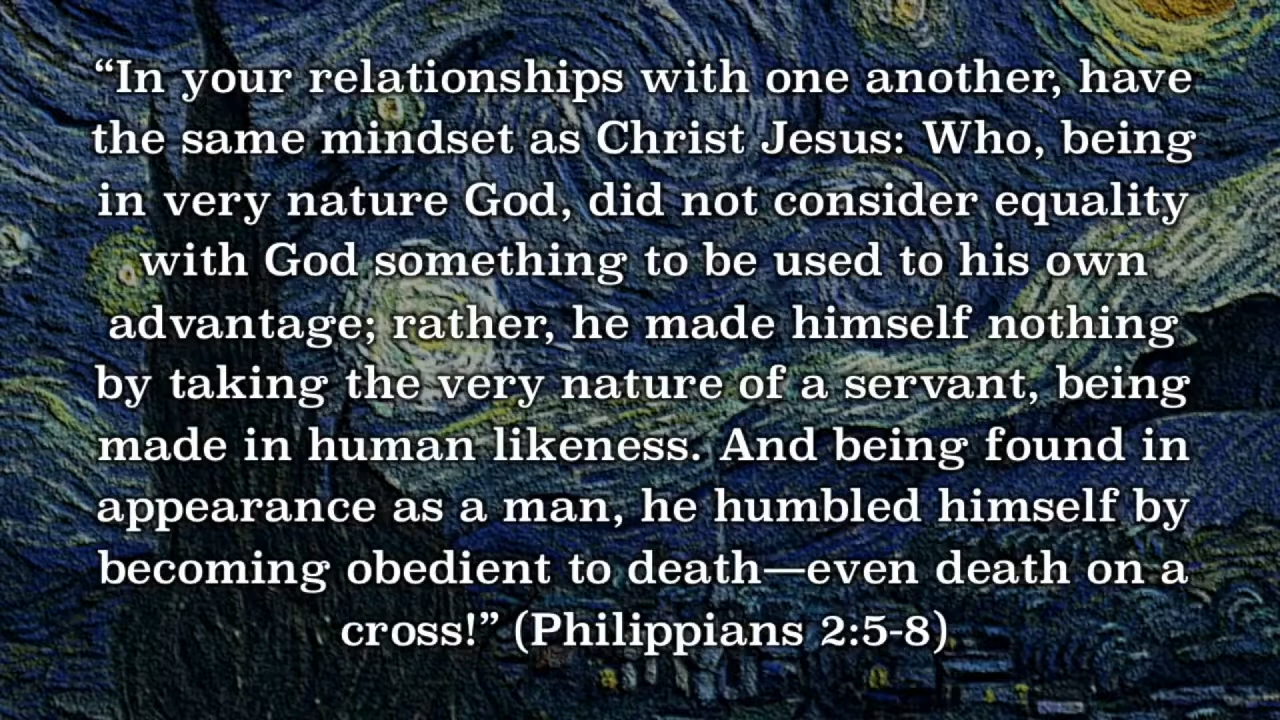 “In your relationships with one another, have
the same mindset as Christ Jesus: Who, being
in very nature God, did not consider equality
with God something to be used to his own
advantage; rather, he made himself nothing
by taking the very nature of a servant, being
made in human likeness. And being found in
appearance as a man, he humbled himself by
becoming obedient to death—even death on a
cross!” (Philippians 2:5-8)